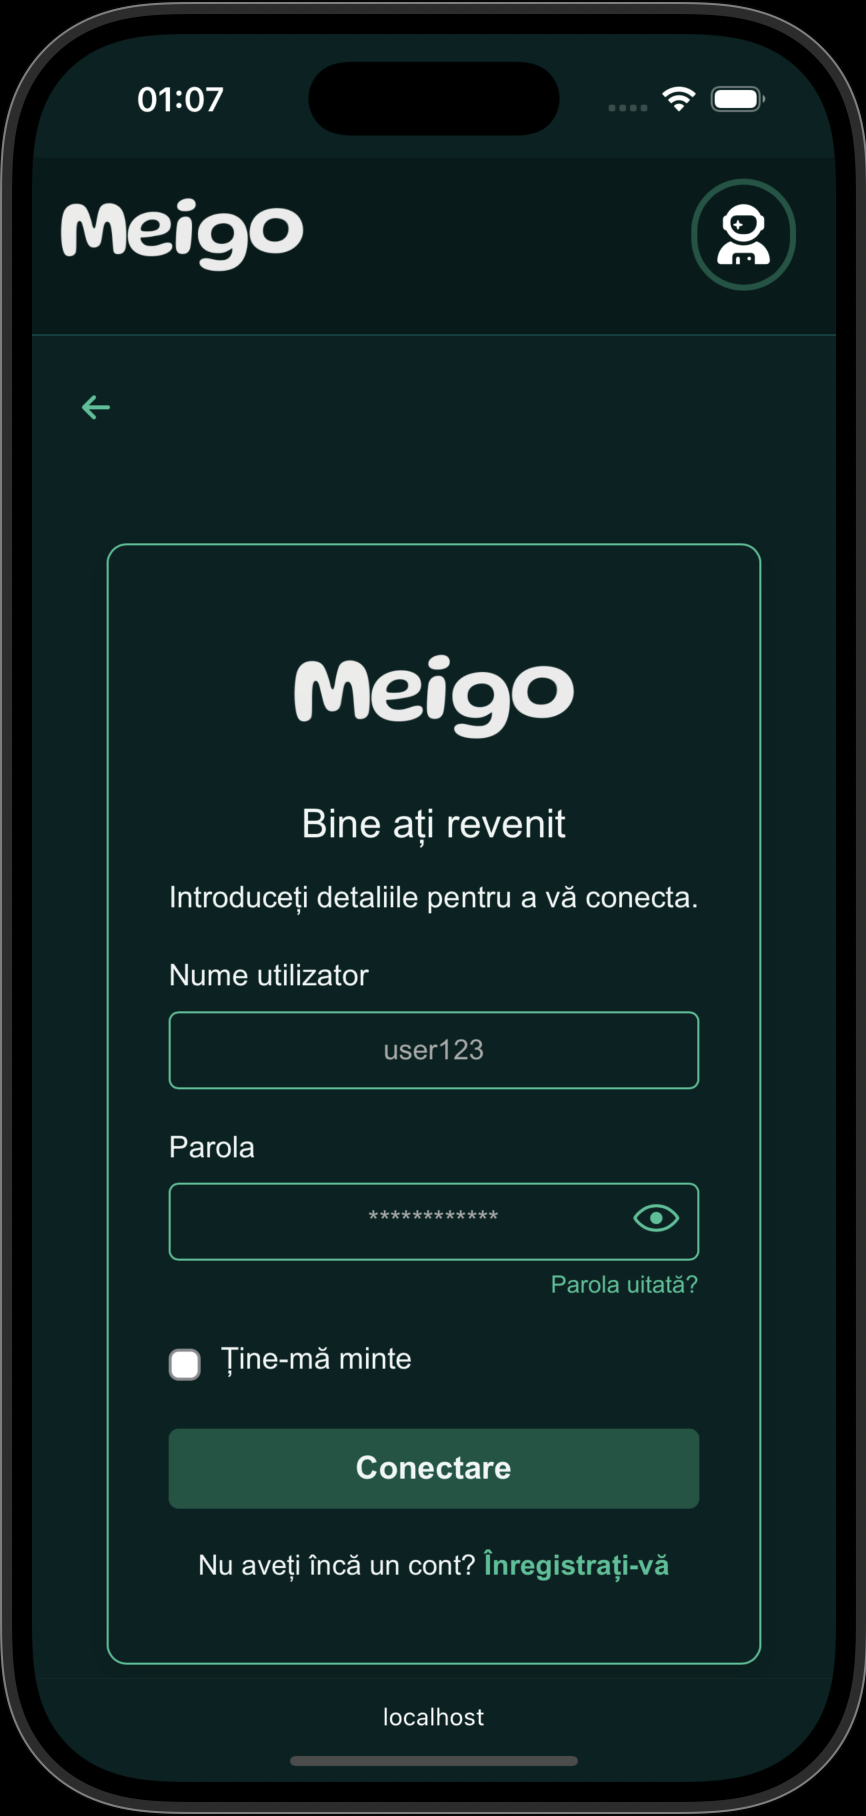 01:07
Meigo
Meigo
Bine ați revenit
Introduceți detaliile pentru a vă conecta.
Nume utilizator
user123
Parola
************
Parola uitată?
Ține-mă minte
Conectare
Nu aveți încă un cont? Înregistrați-vă
localhost